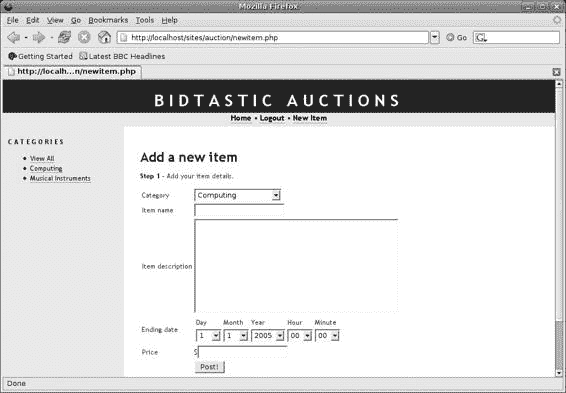 Mozilla Firefox
File Edit View Go Bookmarks Tools Help
http://localhost/sites/auction/newitem.php Go G
Getting Started Latest BBC Headlines
http://localh...n/newitem.php
BIDTASTIC AUCTIONS
Home • Logout • New Item
CATEGORIES
View All
Computing
Musical Instruments
Add a new item
Step 1 - Add your item details.
Category Computing
Item name
Item description
Day Month Year Hour Minute
Ending date 1 1 2005 00 00
Price $
Post!
Done